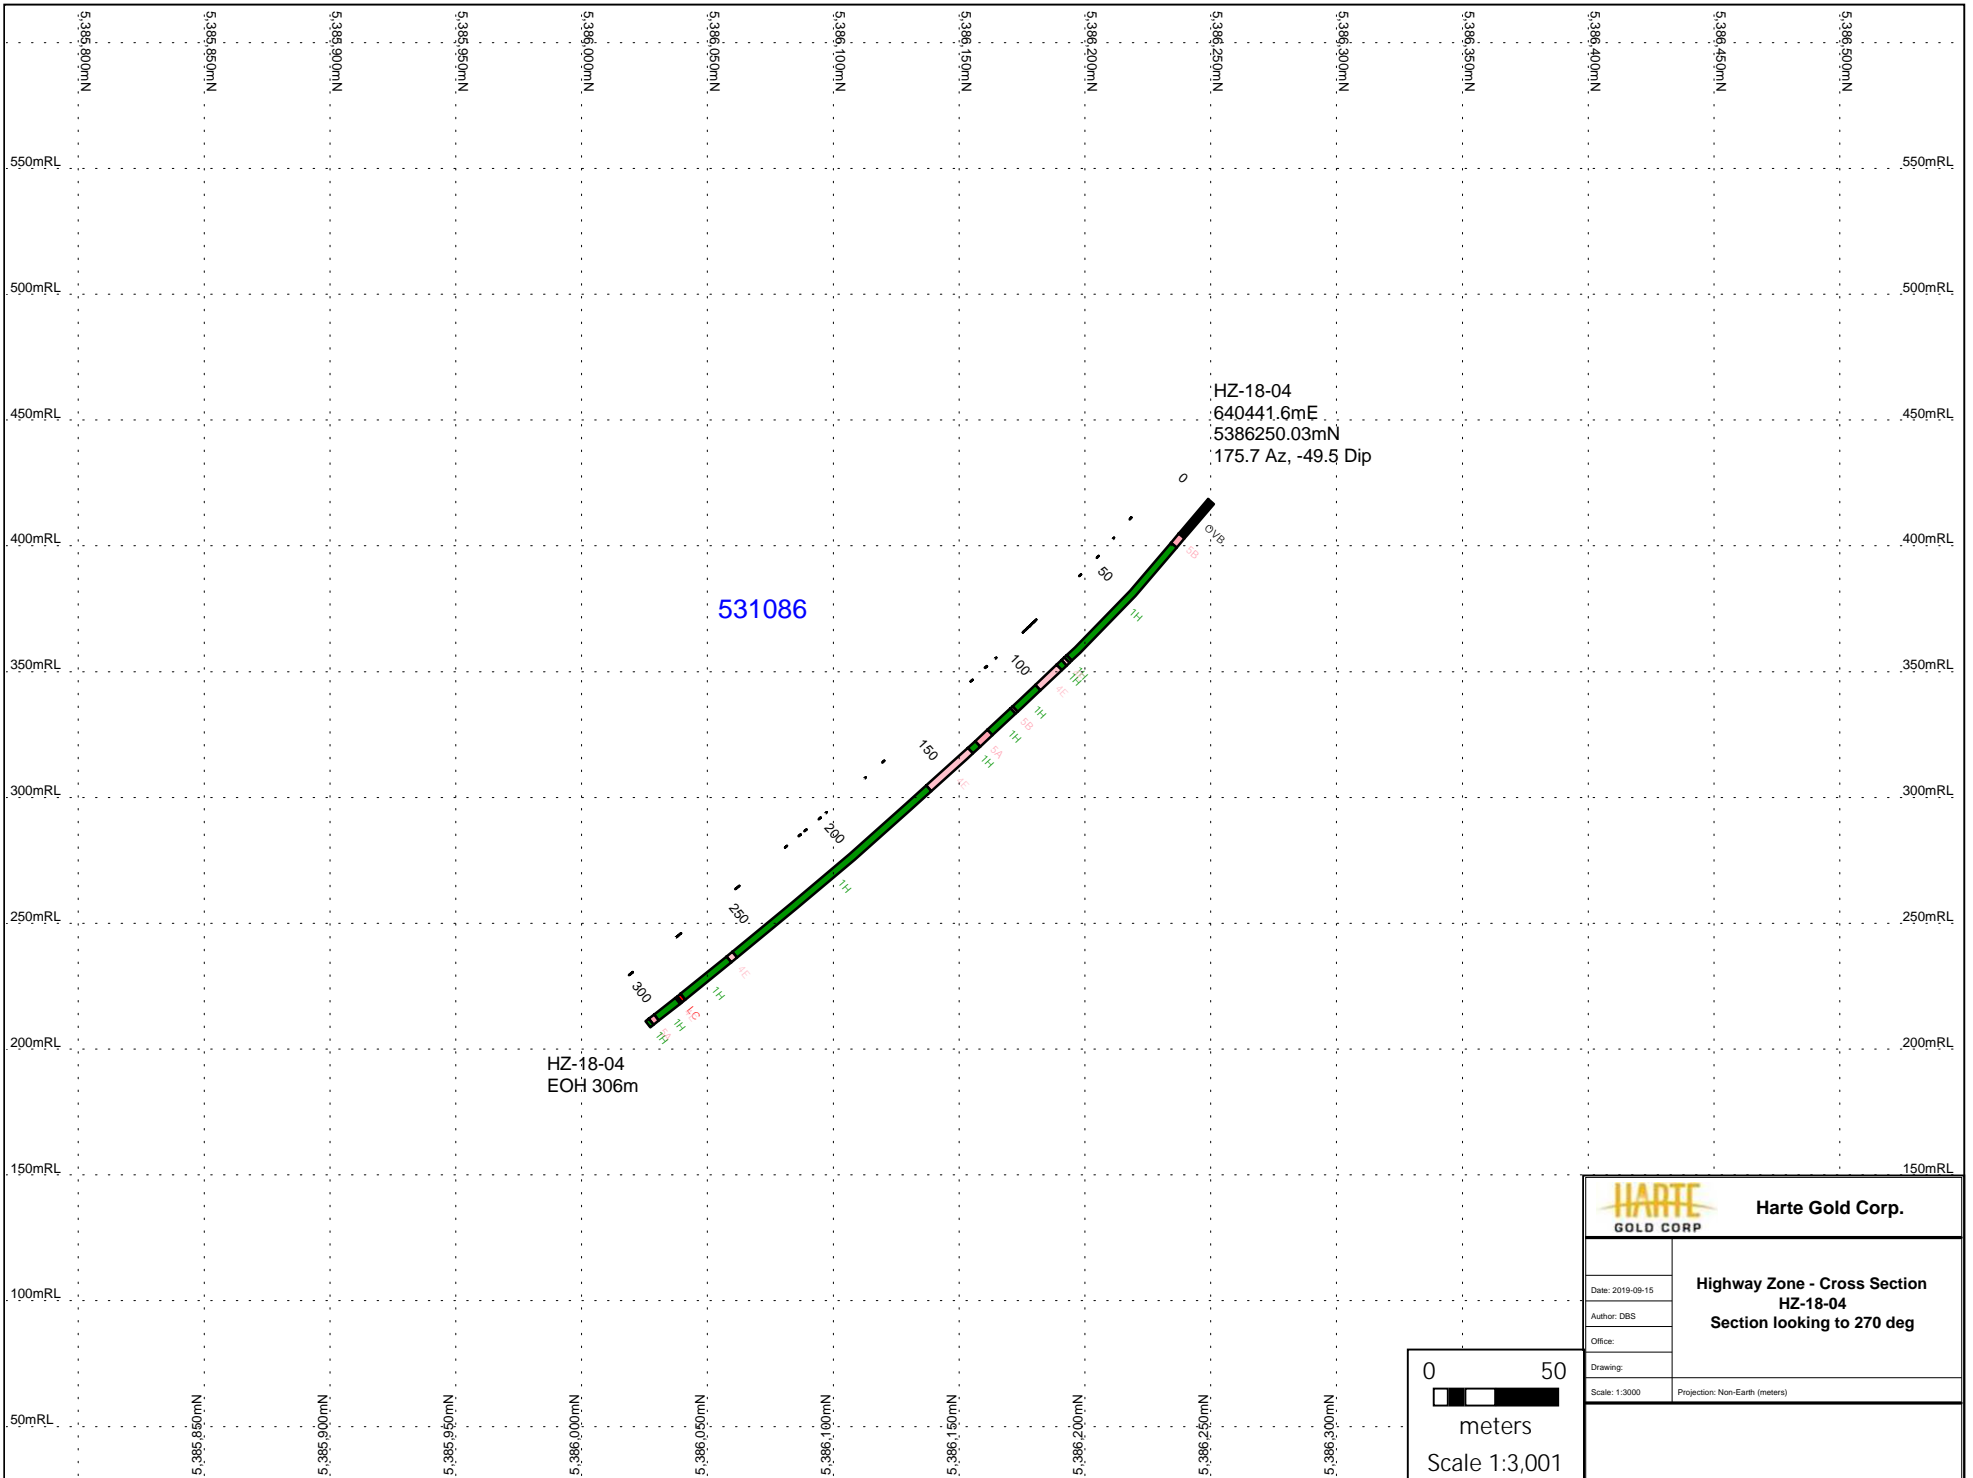 5,385,800mN
5,385,850mN
5,385,900mN
5,385,950mN
5,386,000mN
5,386,050mN
5,386,100mN
5,386,150mN
5,386,200mN
5,386,250mN
5,386,300mN
5,386,350mN
5,386,400mN
5,386,450mN
5,386,500mN
550mRL
550mRL
500mRL
500mRL
450mRL
450mRL
HZ-18-04
640441.6mE
5386250.03mN
175.7 Az, -49.5 Dip
0
OVB
5B
400mRL
400mRL
50
531086
1H
350mRL
350mRL
100
1H
4E
1H
5B
1H
5A
1H
150
4E
300mRL
300mRL
200
1H
250mRL
250mRL
250
4E
1H
300
LC
1H
1H
200mRL
200mRL
HZ-18-04
EOH 306m
150mRL
150mRL
100mRL
50mRL
HARTE
GOLD CORP
Harte Gold Corp.
Date: 2019-09-15
Author: DBS
Office:
Drawing:
Scale: 1:3000
Highway Zone - Cross Section
HZ-18-04
Section looking to 270 deg
Projection: Non-Earth (meters)
0 50
meters
Scale 1:3,001
5,385,850mN
5,385,900mN
5,385,950mN
5,386,000mN
5,386,050mN
5,386,100mN
5,386,150mN
5,386,200mN
5,386,250mN
5,386,300mN